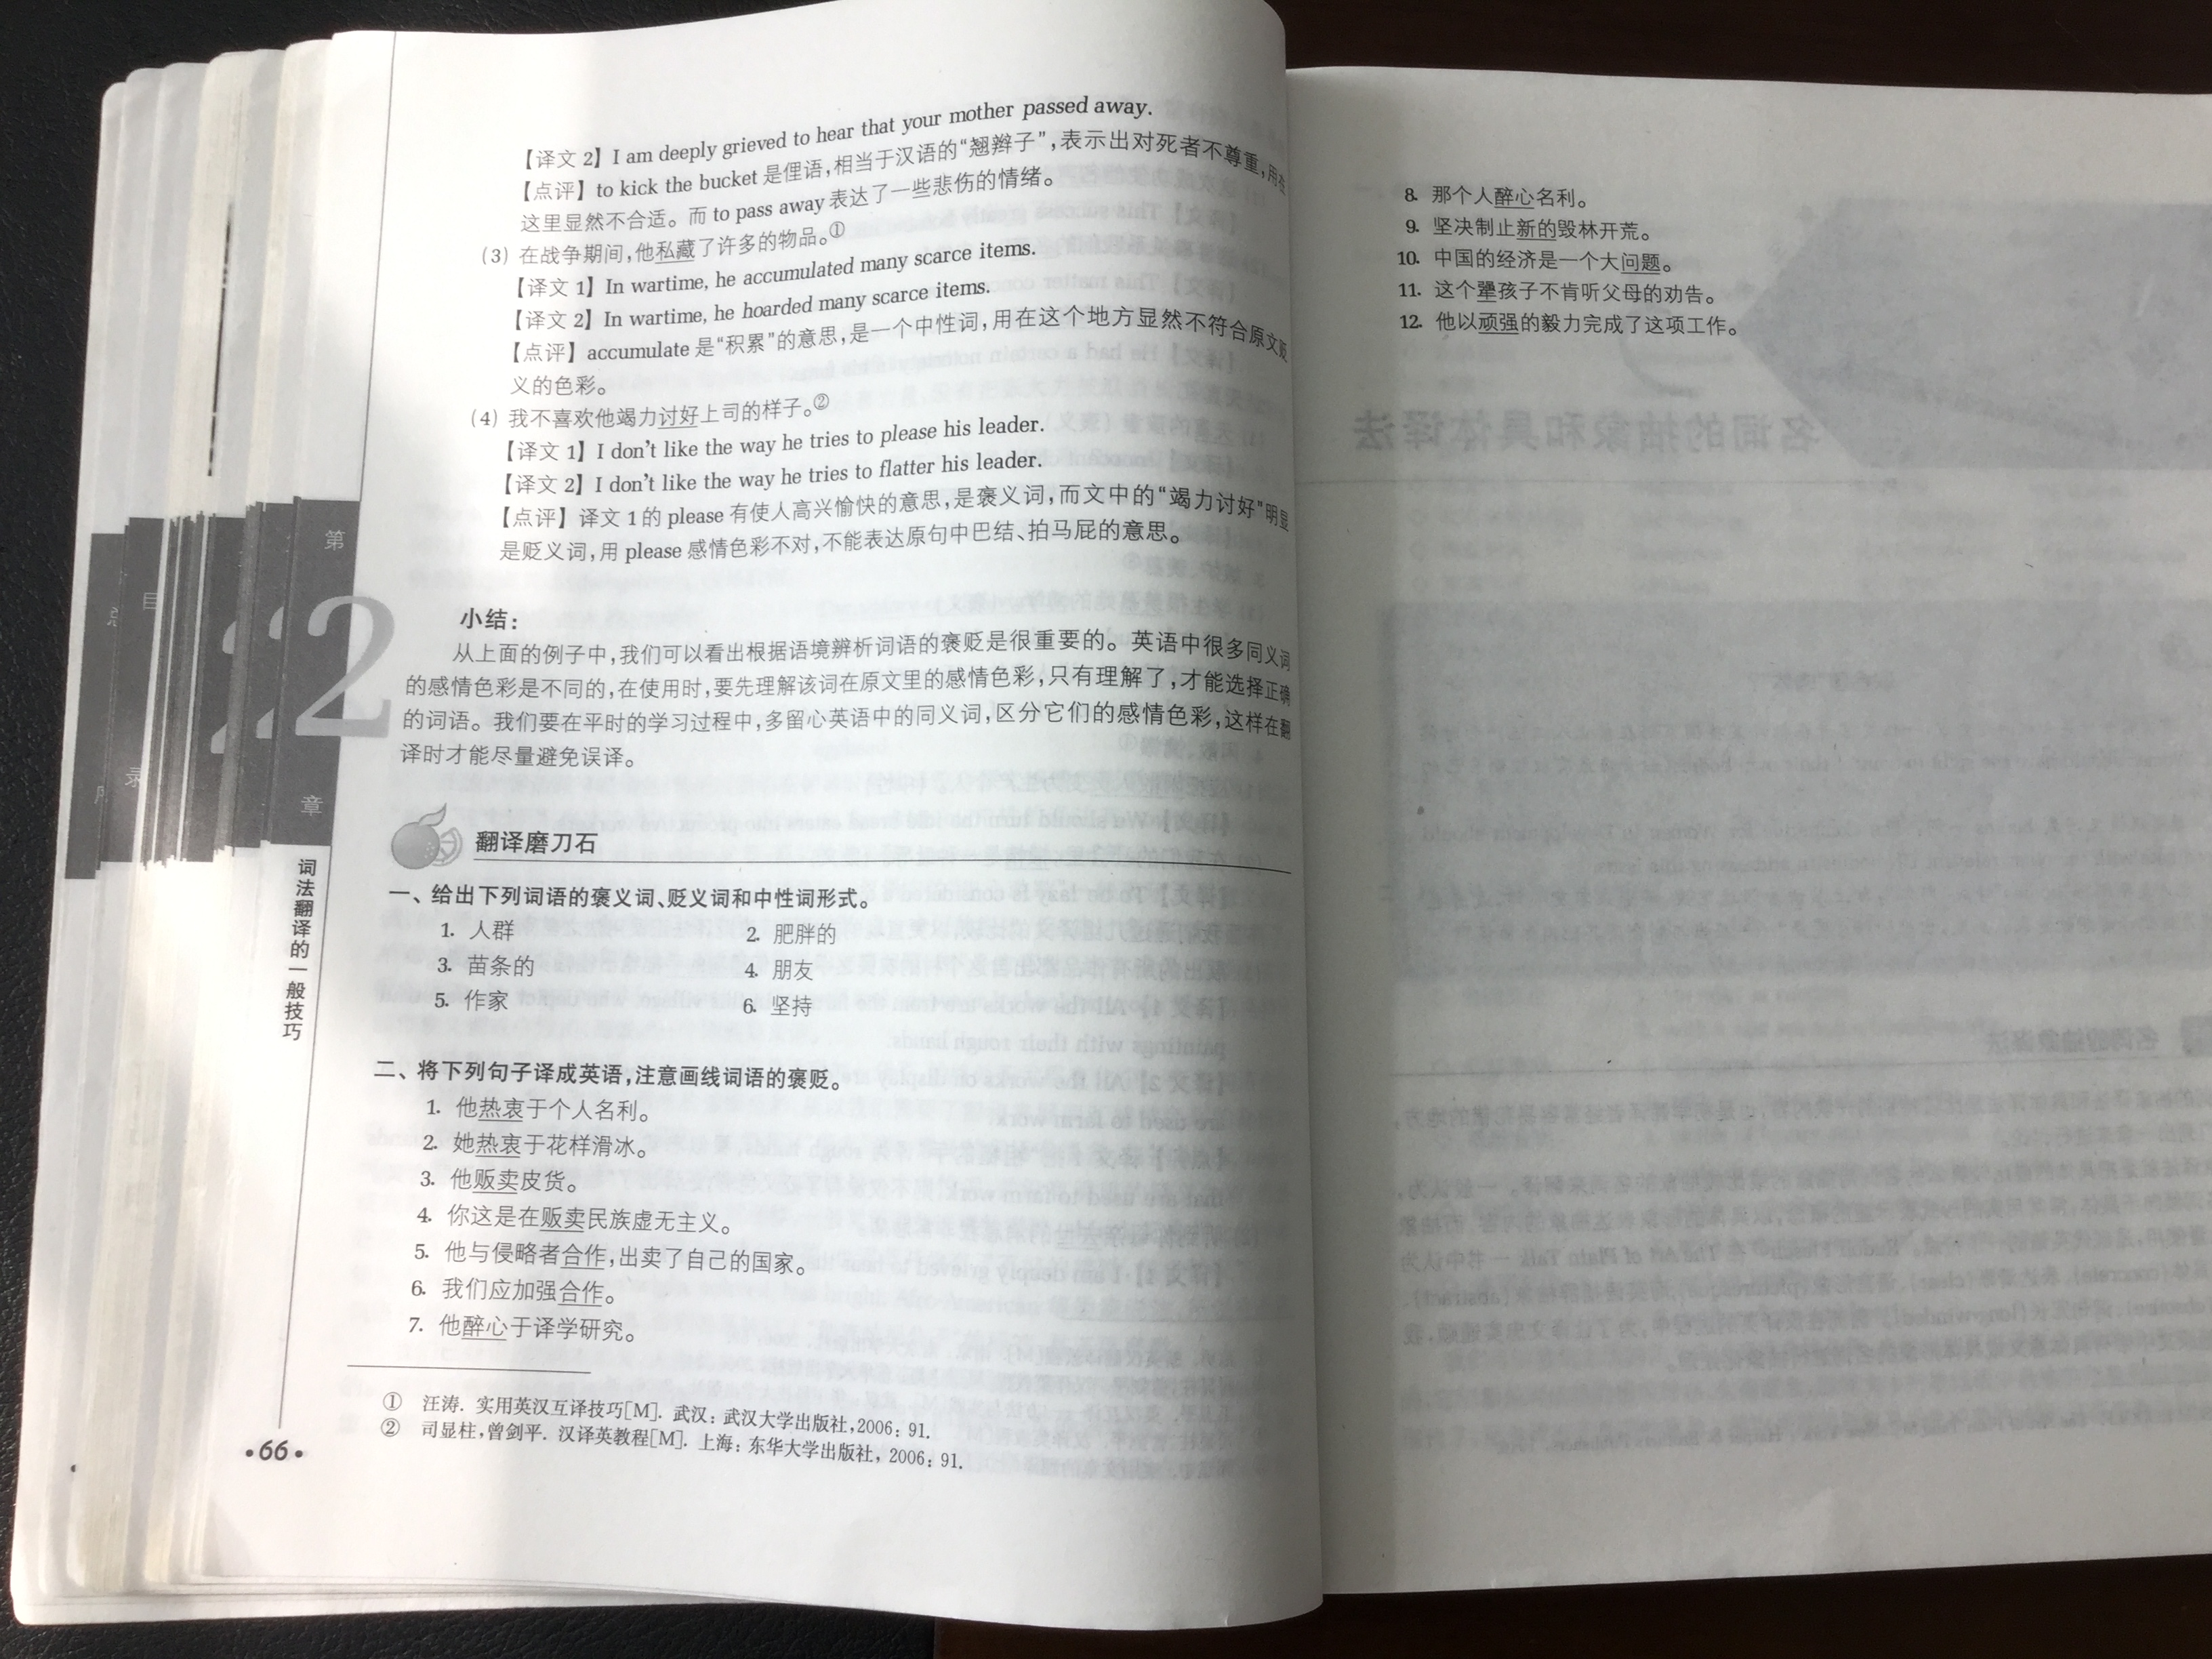 【译文 2】I am deeply grieved to hear that your mother passed away.
【点评】to kick the bucket 是俚语,相当于汉语的“翘辫子”,表示出对死者不尊重,用在
这里显然不合适。而 to pass away 表达了一些悲伤的情绪。
(3) 在战争期间,他私藏了许多的物品。①
【译文 1】In wartime, he accumulated many scarce items.
【译文 2】In wartime, he hoarded many scarce items.
【点评】accumulate 是“积累”的意思,是一个中性词,用在这个地方显然不符合原文贬
义的色彩。
(4) 我不喜欢他竭力讨好上司的样子。②
【译文 1】I don't like the way he tries to please his leader.
【译文 2】I don't like the way he tries to flatter his leader.
【点评】译文 1 的 please 有使人高兴愉快的意思,是褒义词,而文中的“竭力讨好”明显
是贬义词,用 please 感情色彩不对,不能表达原句中巴结、拍马屁的意思。
小结:
从上面的例子中,我们可以看出根据语境辨析词语的褒贬是很重要的。英语中很多同义词
的感情色彩是不同的,在使用时,要先理解该词在原文里的感情色彩,只有理解了,才能选择正确
的词语。我们要在平时的学习过程中,多留心英语中的同义词,区分它们的感情色彩,这样在翻
译时才能尽量避免误译。
翻译磨刀石
一、给出下列词语的褒义词、贬义词和中性词形式。
1. 人群 2. 肥胖的
3. 苗条的 4. 朋友
5. 作家 6. 坚持
二、将下列句子译成英语,注意画线词语的褒贬。
1. 他热衷于个人名利。
2. 她热衷于花样滑冰。
3. 他贩卖皮货。
4. 你这是在贩卖民族虚无主义。
5. 他与侵略者合作,出卖了自己的国家。
6. 我们应加强合作。
7. 他醉心于译学研究。
① 汪涛. 实用英汉互译技巧[M]. 武汉:武汉大学出版社,2006:91.
② 司显柱,曾剑平. 汉译英教程[M]. 上海:东华大学出版社,2006:91.
·66·
第
2
章
词法翻译的一般技巧
8. 那个人醉心名利。
9. 坚决制止新的毁林开荒。
10. 中国的经济是一个大问题。
11. 这个犟孩子不肯听父母的劝告。
12. 他以顽强的毅力完成了这项工作。